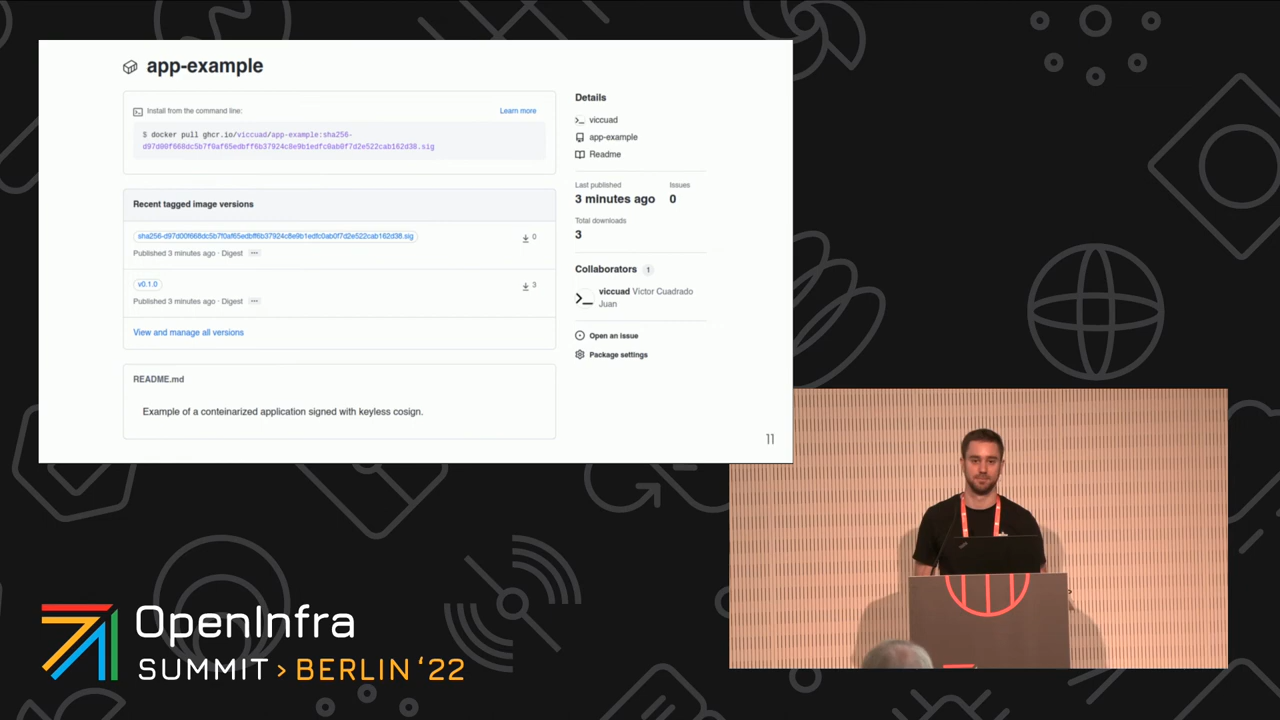 app-example
Install from the command line:
Learn more
$ docker pull ghcr.io/viccuad/app-example:sha256-
d97d00f668dc5b7f0af65edbff6b37924c8e9b1edfc0ab0f7d2e522cab162d38.sig
Recent tagged image versions
sha256-d97d00f668dc5b7f0af65edbff6b37924c8e9b1edfc0ab0f7d2e522cab162d38.sig
0
Published 3 minutes ago · Digest ···
v0.1.0
3
Published 3 minutes ago · Digest ···
View and manage all versions
README.md
Example of a conteinarized application signed with keyless cosign.
Details
viccuad
app-example
Readme
Last published
Issues
3 minutes ago
0
Total downloads
3
Collaborators 1
viccuad Victor Cuadrado
Juan
Open an issue
Package settings
11
OpenInfra
SUMMIT > BERLIN '22